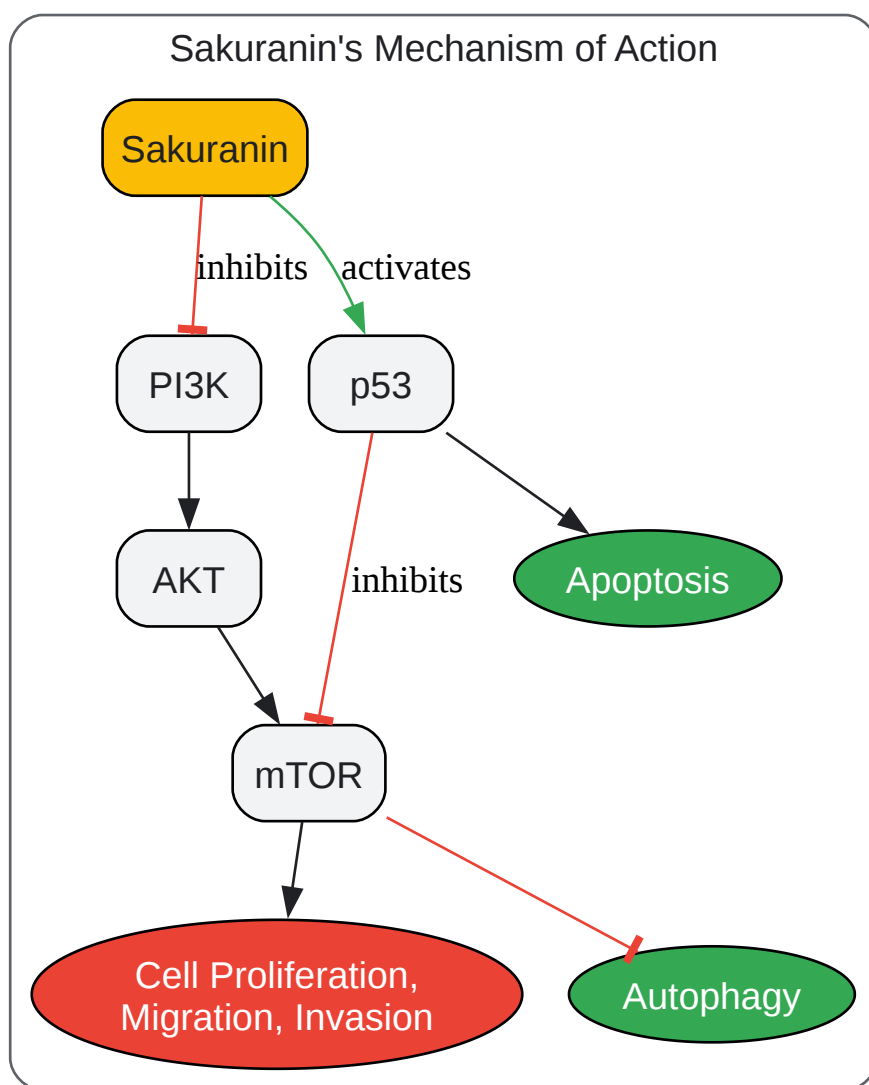 Sakuranin's Mechanism of Action
Sakuranin
inhibits
activates
PI3K
p53
AKT
inhibits
Apoptosis
mTOR
Cell Proliferation,
Migration, Invasion
Autophagy